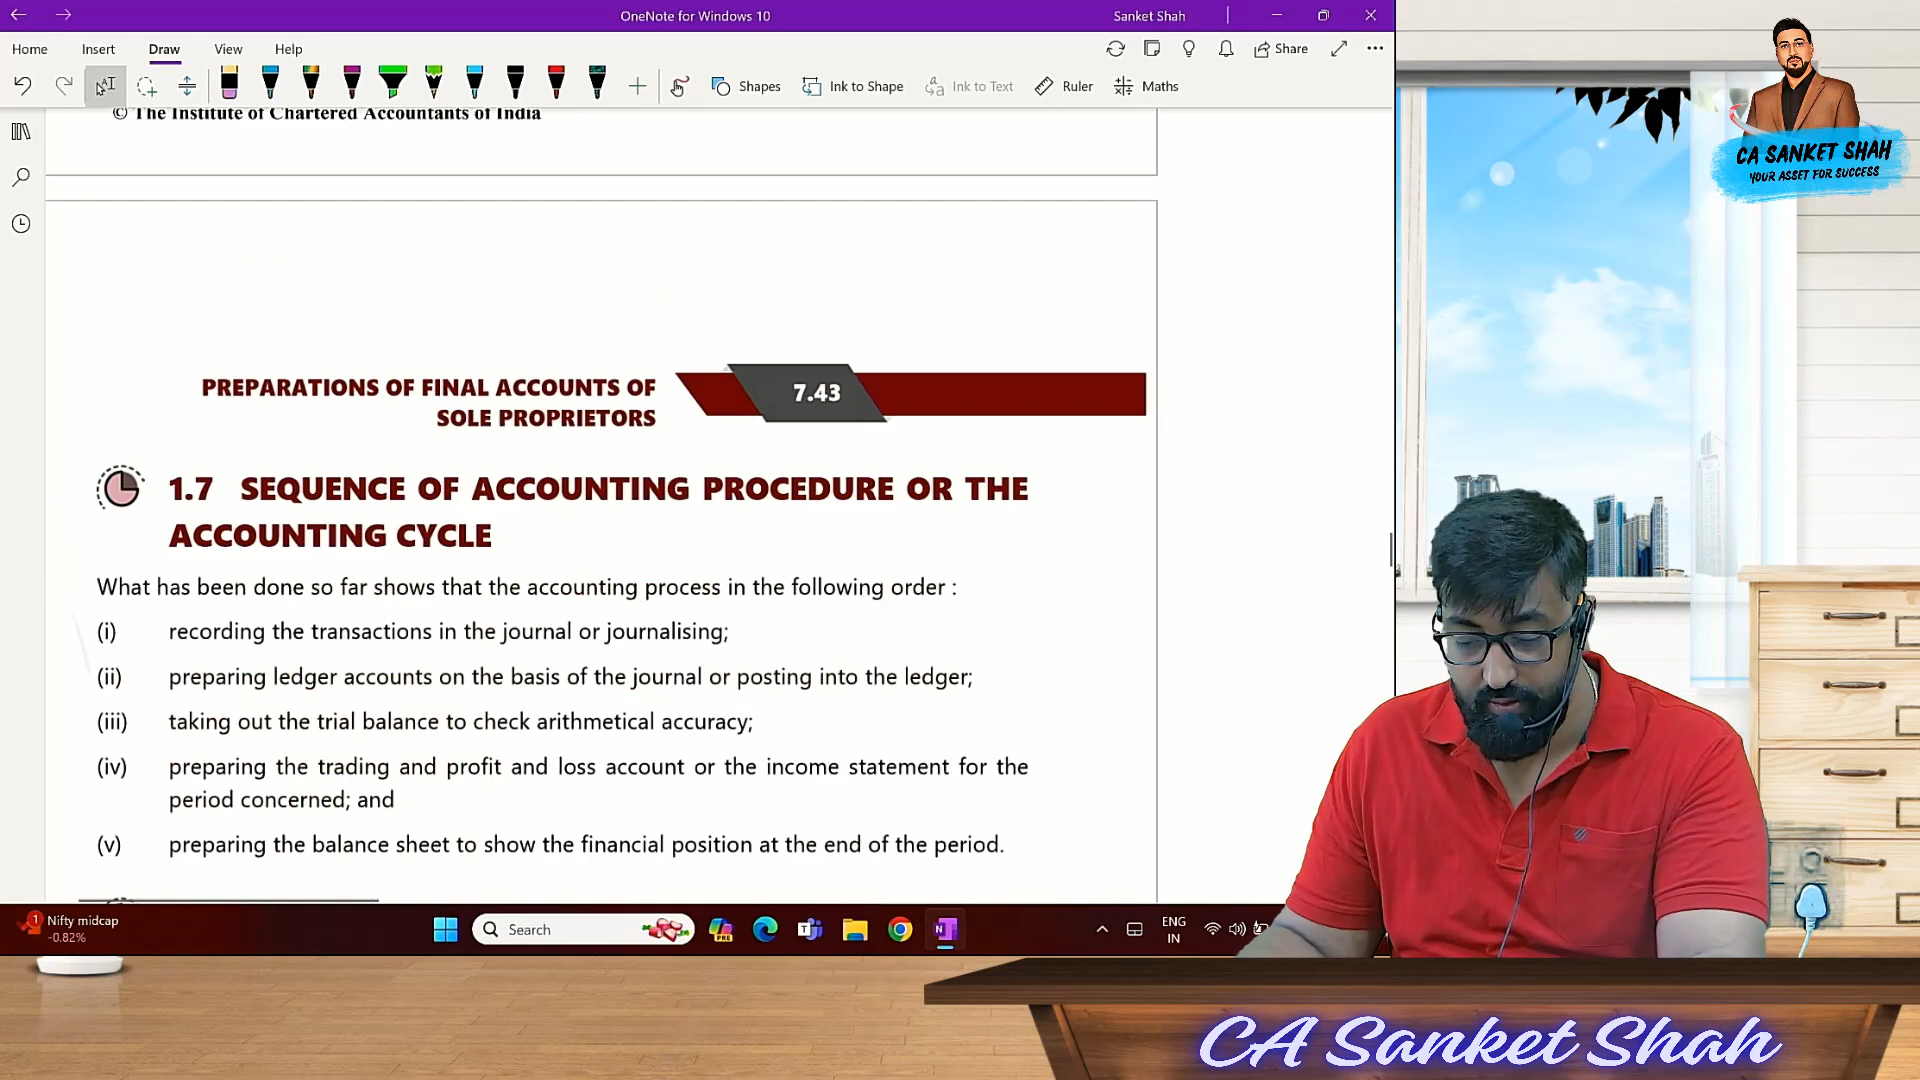 OneNote for Windows 10
Sanket Shah
Home
Insert
Draw
View
Help
Share
Shapes
Ink to Shape
Ink to Text
Ruler
Maths
© The Institute of Chartered Accountants of India
CA SANKET SHAH
YOUR ASSET FOR SUCCESS
PREPARATIONS OF FINAL ACCOUNTS OF
SOLE PROPRIETORS
7.43
1.7 SEQUENCE OF ACCOUNTING PROCEDURE OR THE
ACCOUNTING CYCLE
What has been done so far shows that the accounting process in the following order :
(i) recording the transactions in the journal or journalising;
(ii) preparing ledger accounts on the basis of the journal or posting into the ledger;
(iii) taking out the trial balance to check arithmetical accuracy;
(iv) preparing the trading and profit and loss account or the income statement for the
period concerned; and
(v) preparing the balance sheet to show the financial position at the end of the period.
1
Nifty midcap
-0.82%
Search
PRE
ENG
IN
CA Sanket Shah